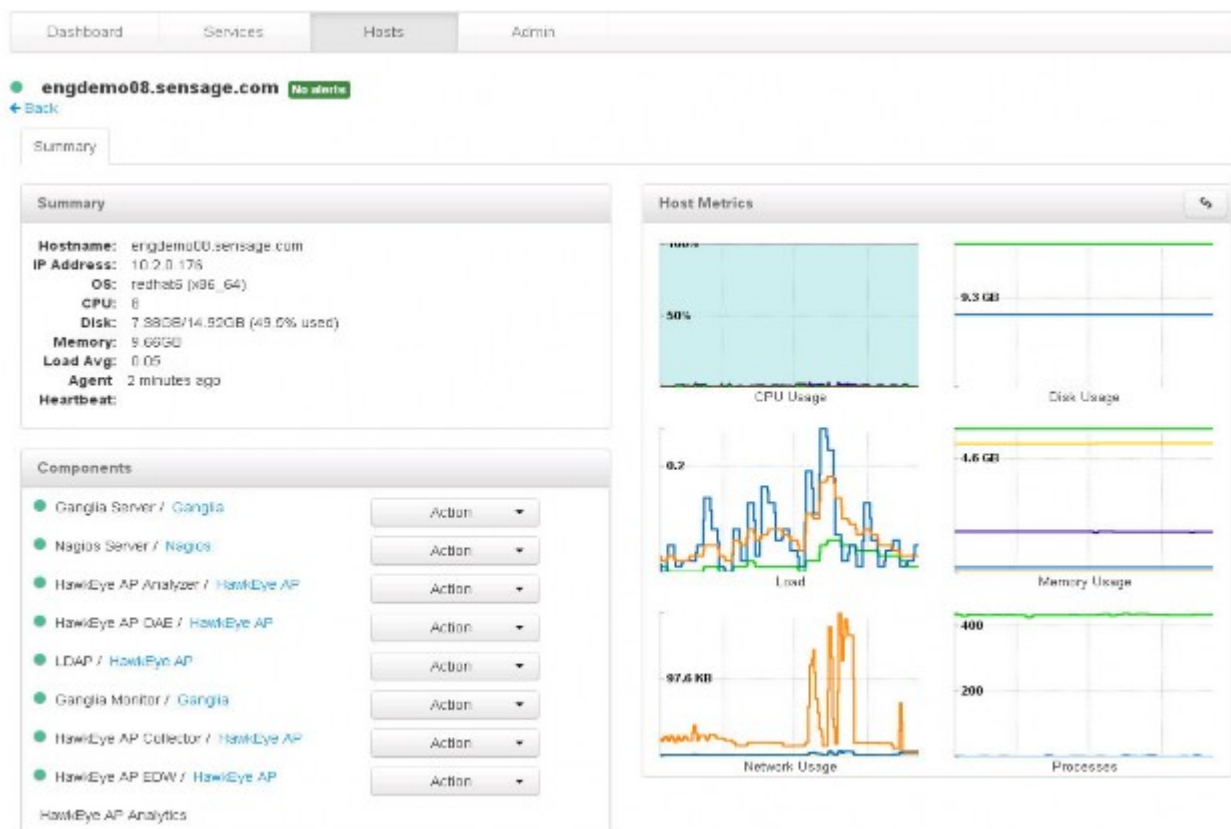 Dashboard Services Hosts Admin
engdemo08.sensage.com No alerts
Back
Summary
Summary
Hostname: engdemo08.sensage.com
IP Address: 10.2.0.176
OS: redhat6 (x86_64)
CPU: 8
Disk: 7.38GB/14.92GB (49.5% used)
Memory: 9.66GB
Load Avg: 0.05
Agent 2 minutes ago
Heartbeat:
Components
Ganglia Server / Ganglia Action
Nagios Server / Nagios Action
HawkEye AP Analyzer / HawkEye AP Action
HawkEye AP OAE / HawkEye AP Action
LDAP / HawkEye AP Action
Ganglia Monitor / Ganglia Action
HawkEye AP Collector / HawkEye AP Action
HawkEye AP EDW / HawkEye AP Action
HawkEye AP Analytics
Host Metrics
100%
50%
CPU Usage
9.3 GB
Disk Usage
0.2
Load
4.6 GB
Memory Usage
97.6 KB
Network Usage
400
200
Processes